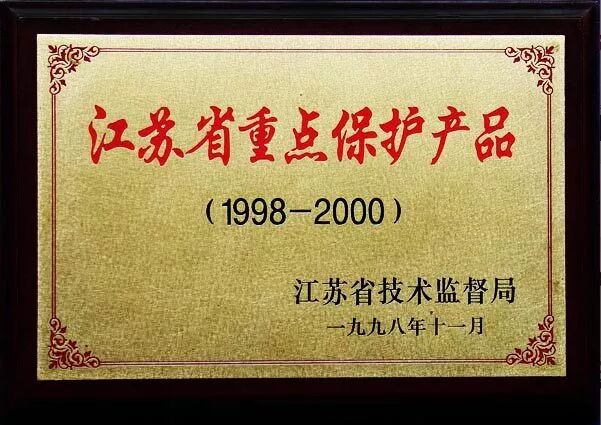 江苏省重点保护产品
（1998－2000）
江苏省技术监督局
一九九八年十一月